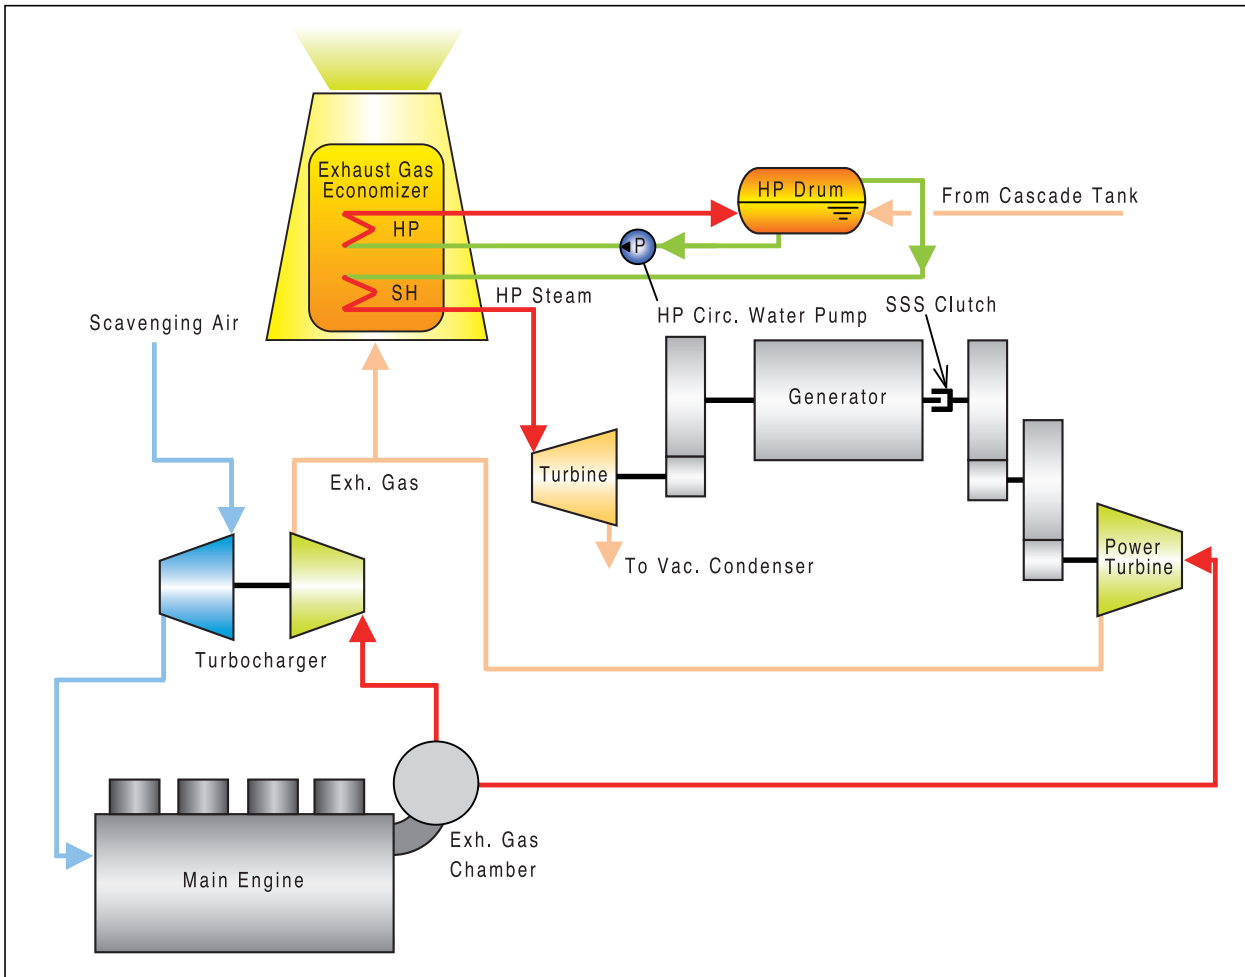 Exhaust Gas
Economizer
HP
SH
HP Drum
From Cascade Tank
P
HP Steam
HP Circ. Water Pump
SSS Clutch
Scavenging Air
Generator
Turbine
Exh. Gas
To Vac. Condenser
Power
Turbine
Turbocharger
Exh. Gas
Chamber
Main Engine